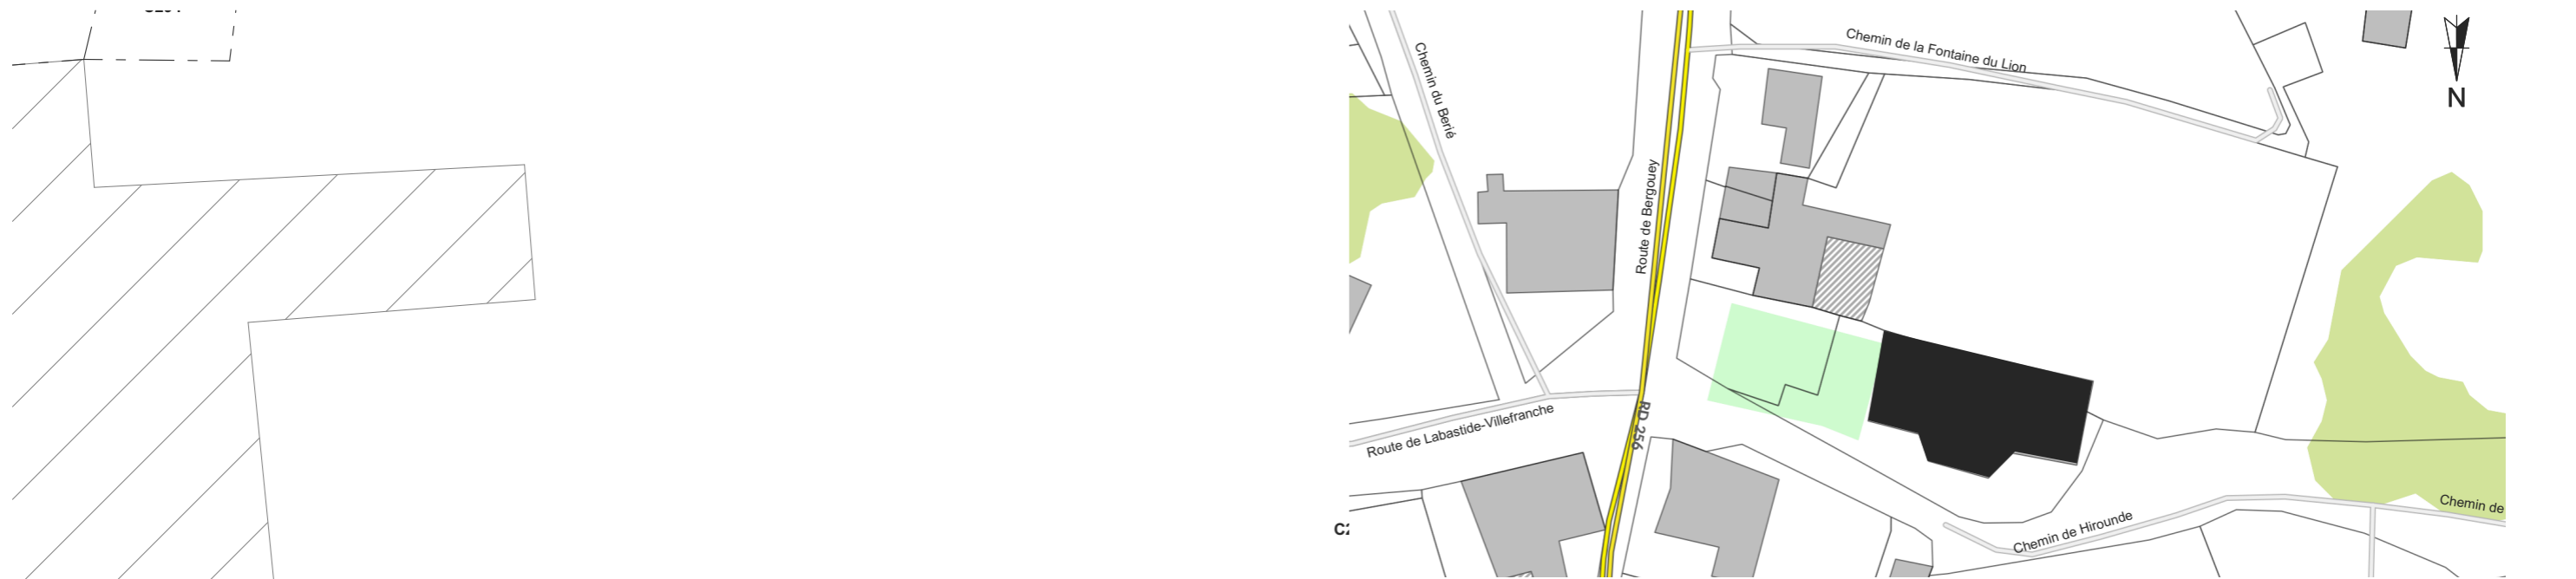 Chemin de la Fontaine du Lion
Chemin du Berié
N
Route de Bergouey
RD 256
Route de Labastide-Villefranche
Chemin de
Chemin de Hirounde